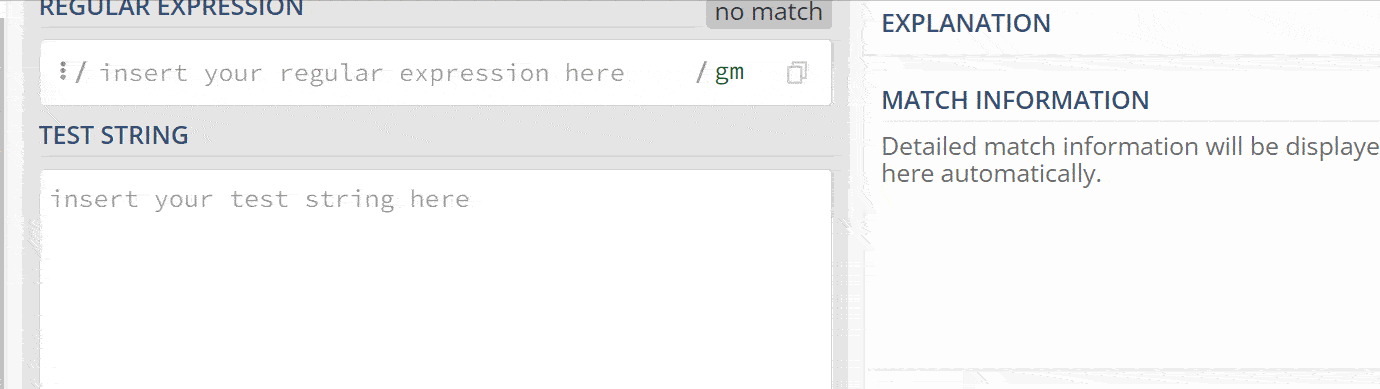 REGULAR EXPRESSION
no match
/ insert your regular expression here / gm
TEST STRING
insert your test string here
EXPLANATION
MATCH INFORMATION
Detailed match information will be displaye
here automatically.